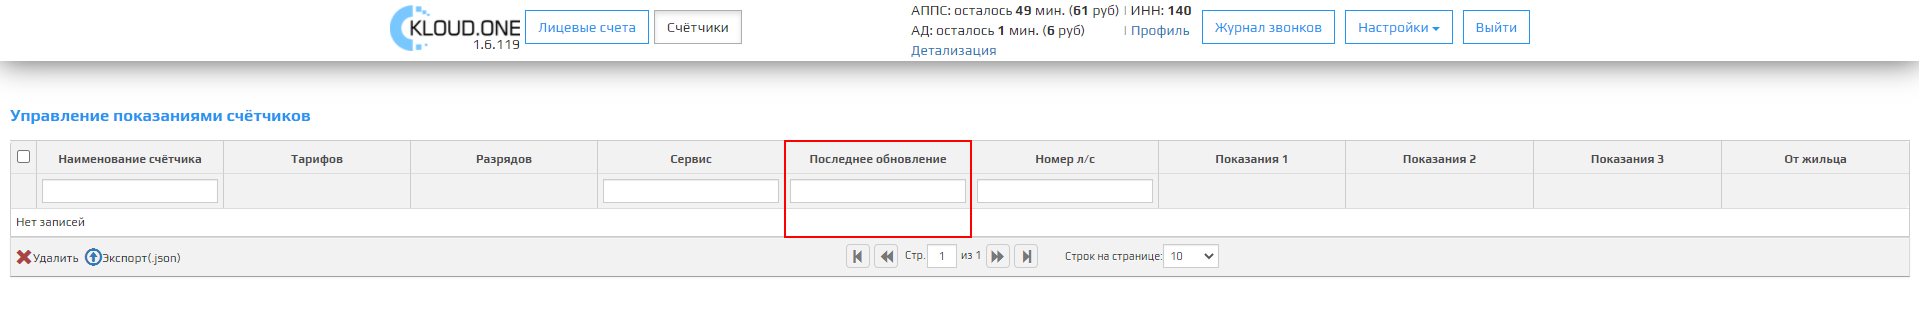 KLOUD.ONE
1.6.119
Лицевые счета
Счётчики
АППС: осталось 49 мин. (61 руб) | ИНН: 140
АД: осталось 1 мин. (6 руб) | Профиль
Детализация
Журнал звонков
Настройки
Выйти
Управление показаниями счётчиков
Наименование счётчика Тарифов Разрядов Сервис Последнее обновление Номер л/с Показания 1 Показания 2 Показания 3 От жильца
Нет записей
Удалить Экспорт(.json) Стр. 1 из 1 Строк на странице: 10